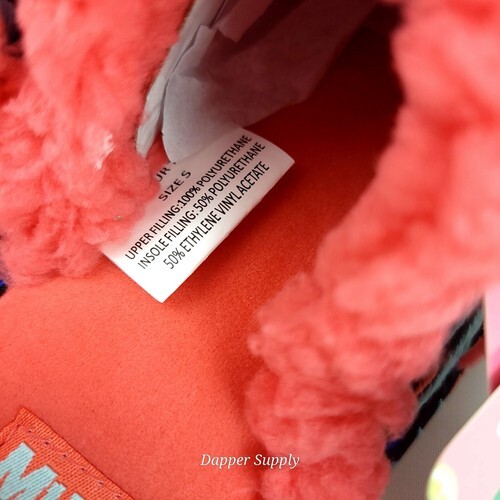 SIZE S
UPPER FILLING:100% POLYURETHANE
INSOLE FILLING: 50% POLYURETHANE
50% ETHYLENE VINYL ACETATE
Dapper Supply